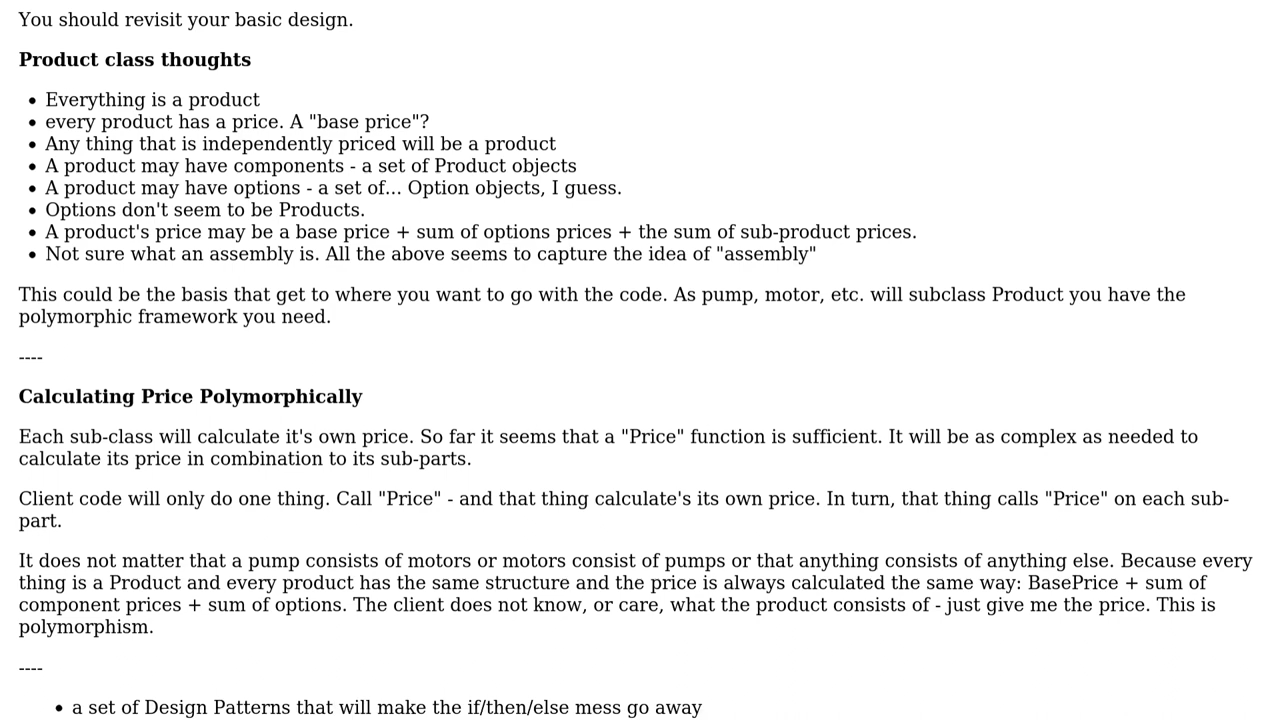 You should revisit your basic design.
Product class thoughts
• Everything is a product
• every product has a price. A "base price"?
• Any thing that is independently priced will be a product
• A product may have components - a set of Product objects
• A product may have options - a set of... Option objects, I guess.
• Options don't seem to be Products.
• A product's price may be a base price + sum of options prices + the sum of sub-product prices.
• Not sure what an assembly is. All the above seems to capture the idea of "assembly"
This could be the basis that get to where you want to go with the code. As pump, motor, etc. will subclass Product you have the
polymorphic framework you need.
----
Calculating Price Polymorphically
Each sub-class will calculate it's own price. So far it seems that a "Price" function is sufficient. It will be as complex as needed to
calculate its price in combination to its sub-parts.
Client code will only do one thing. Call "Price" - and that thing calculate's its own price. In turn, that thing calls "Price" on each sub-
part.
It does not matter that a pump consists of motors or motors consist of pumps or that anything consists of anything else. Because every
thing is a Product and every product has the same structure and the price is always calculated the same way: BasePrice + sum of
component prices + sum of options. The client does not know, or care, what the product consists of - just give me the price. This is
polymorphism.
----
• a set of Design Patterns that will make the if/then/else mess go away